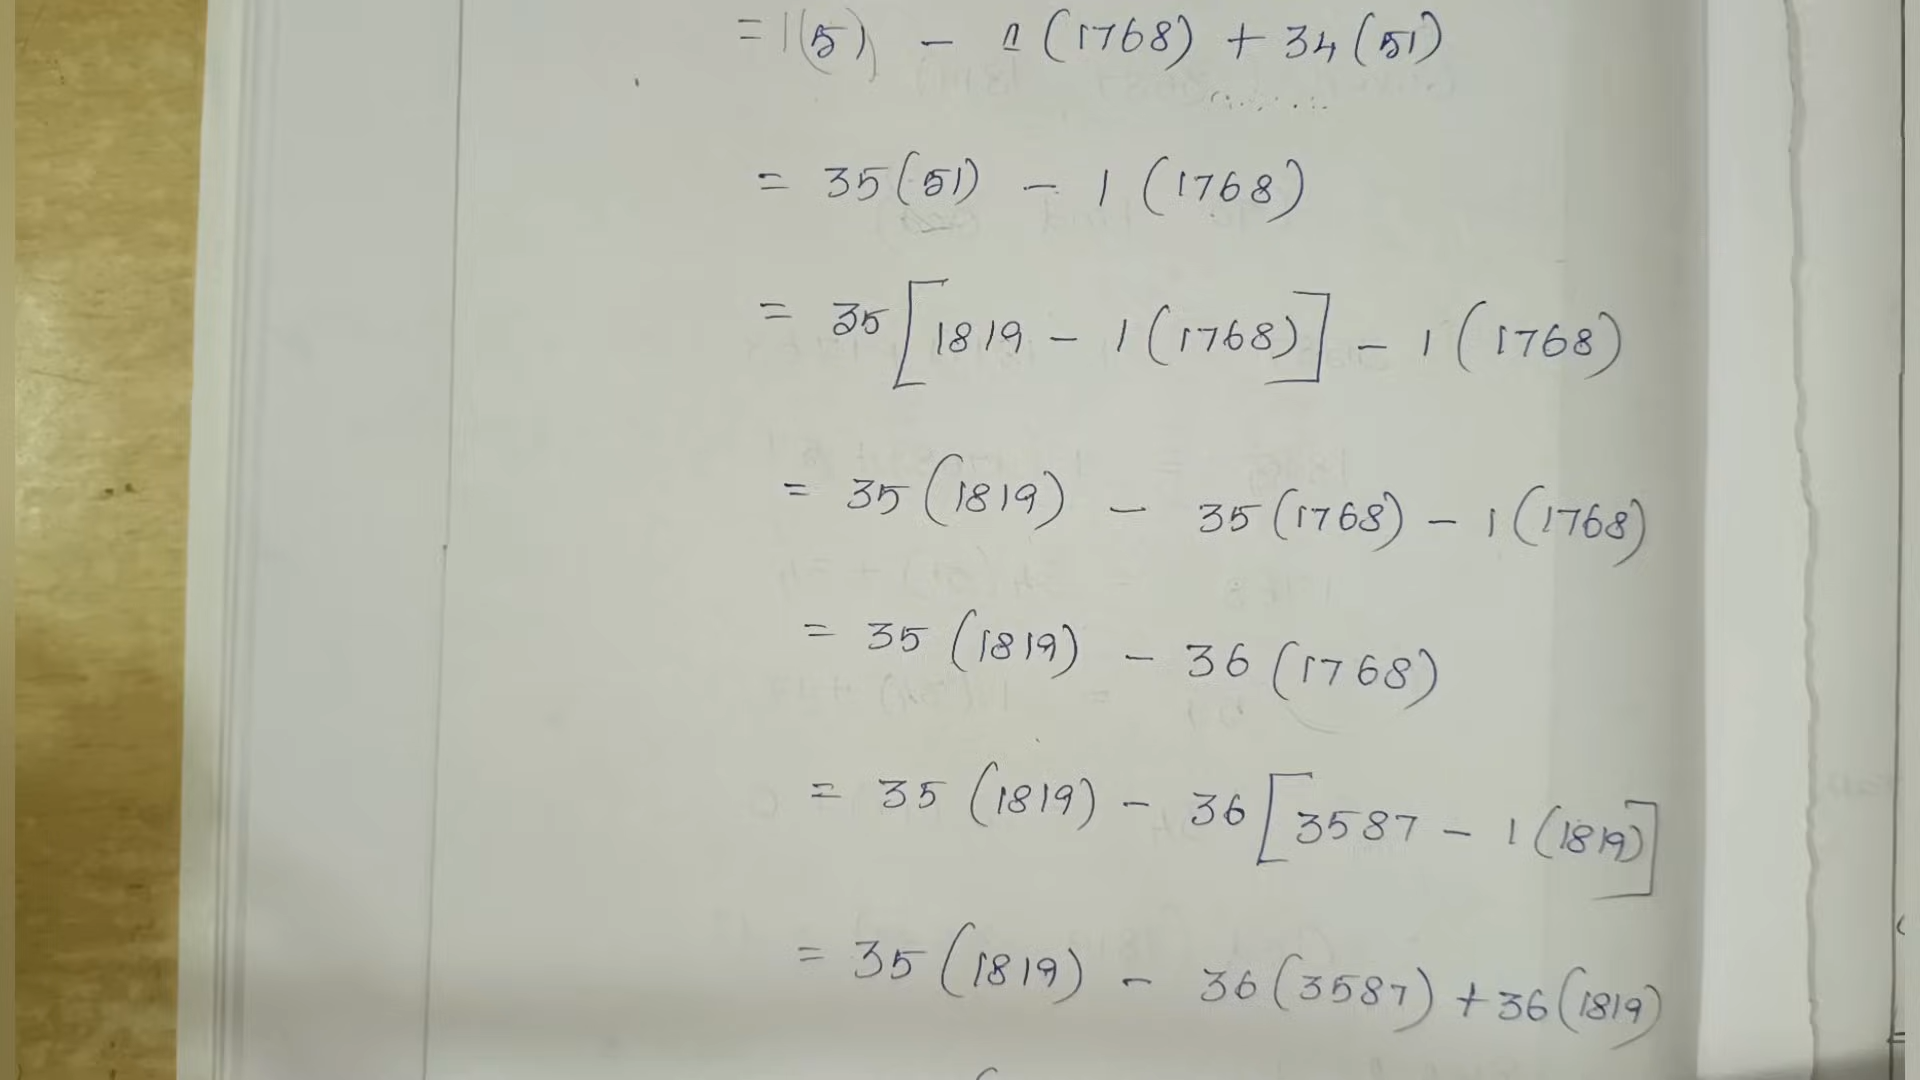 = 1(5) - 1(1768) + 34(51)
= 35(51) - 1(1768)
= 35[1819 - 1(1768)] - 1(1768)
= 35(1819) - 35(1768) - 1(1768)
= 35(1819) - 36(1768)
= 35(1819) - 36[3587 - 1(1819)]
= 35(1819) - 36(3587) + 36(1819)